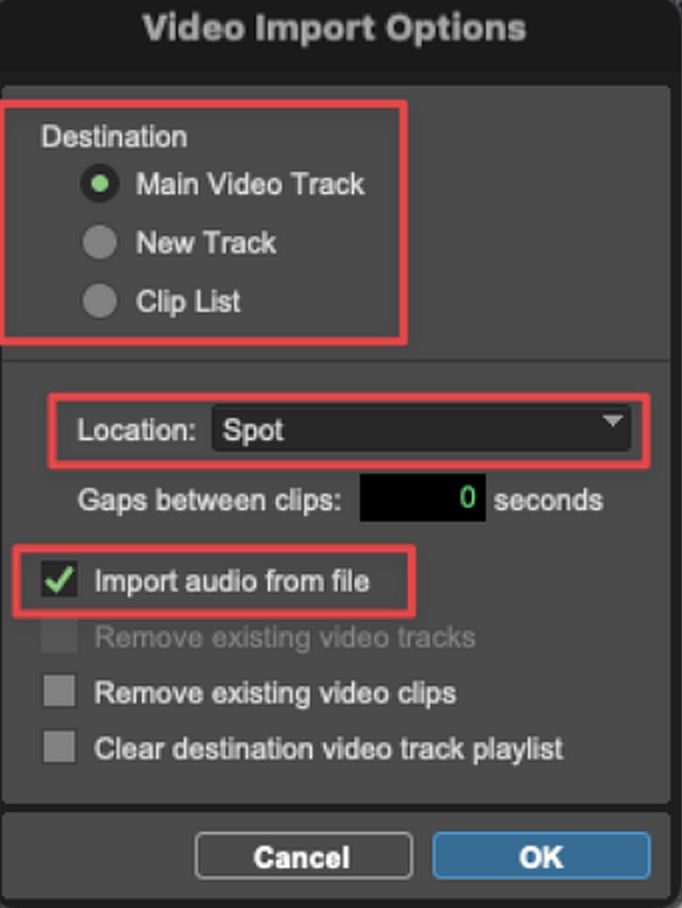 Video Import Options
Destination
Main Video Track
New Track
Clip List
Location: Spot
Gaps between clips: 0 seconds
Import audio from file
Remove existing video tracks
Remove existing video clips
Clear destination video track playlist
Cancel OK